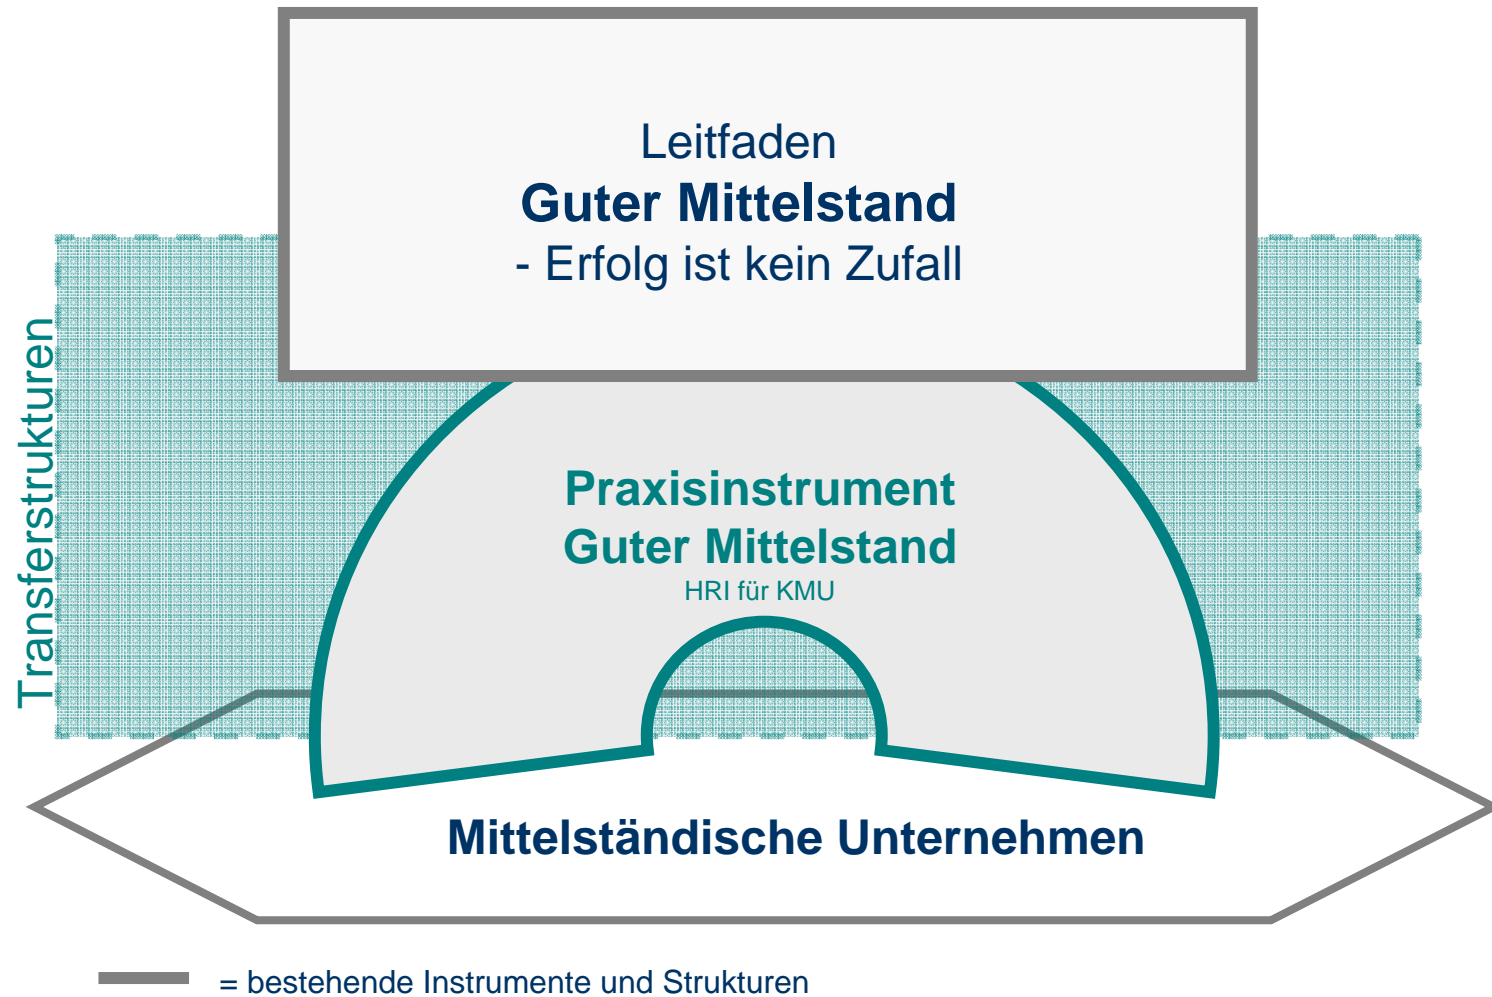 Leitfaden
Guter Mittelstand
- Erfolg ist kein Zufall
Transferstrukturen
Praxisinstrument
Guter Mittelstand
HRI für KMU
Mittelständische Unternehmen
= bestehende Instrumente und Strukturen